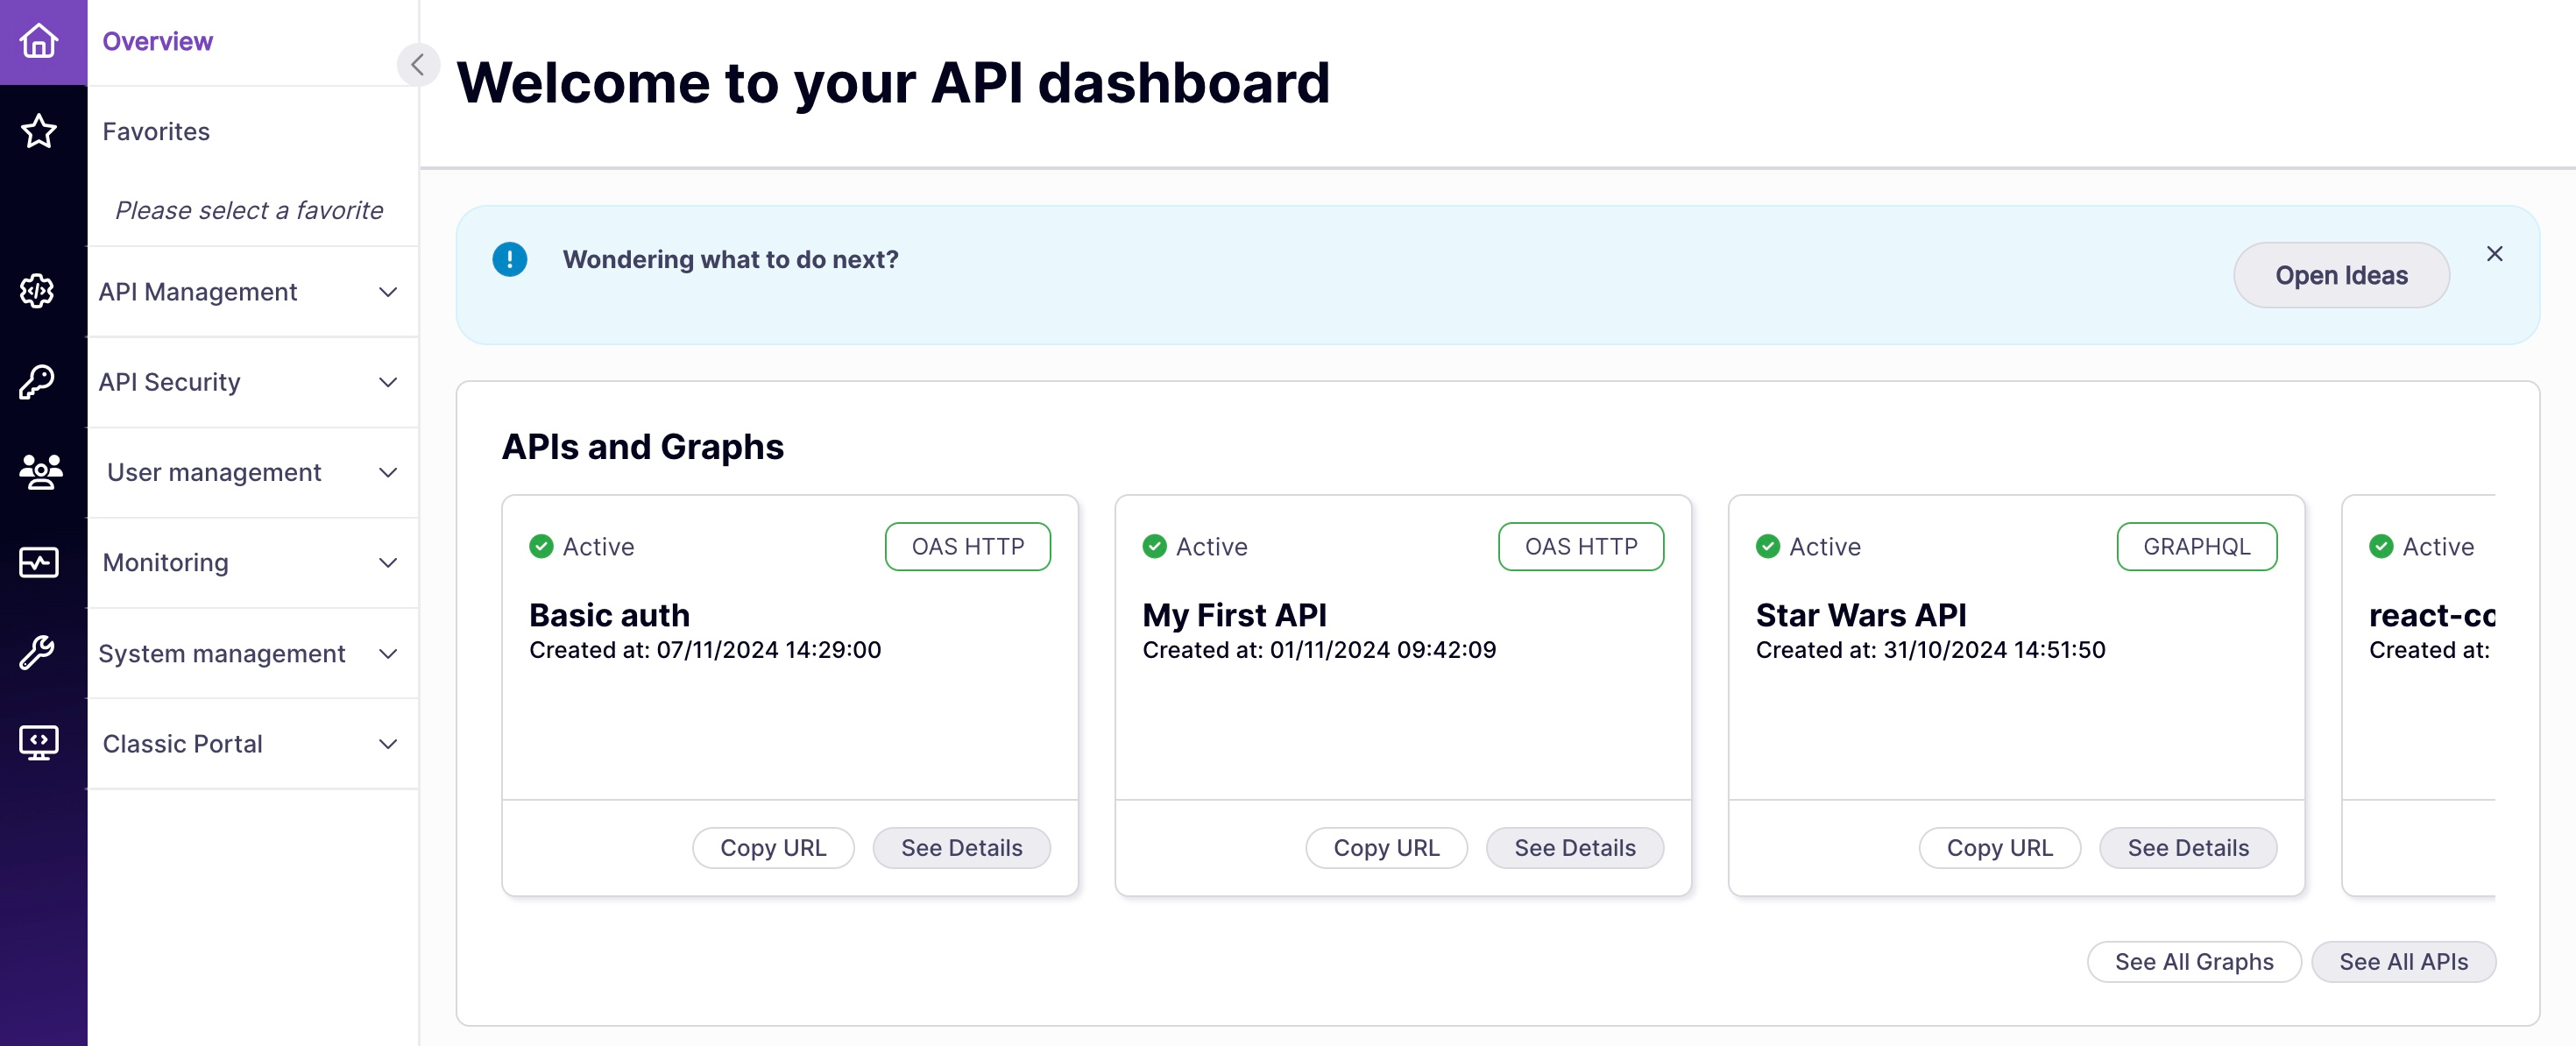 Overview
Favorites
Please select a favorite
API Management
API Security
User management
Monitoring
System management
Classic Portal
Welcome to your API dashboard
Wondering what to do next?
Open Ideas
APIs and Graphs
Active
OAS HTTP
Basic auth
Created at: 07/11/2024 14:29:00
Copy URL
See Details
Active
OAS HTTP
My First API
Created at: 01/11/2024 09:42:09
Copy URL
See Details
Active
GRAPHQL
Star Wars API
Created at: 31/10/2024 14:51:50
Copy URL
See Details
Active
react-co
Created at:
See All Graphs
See All APIs